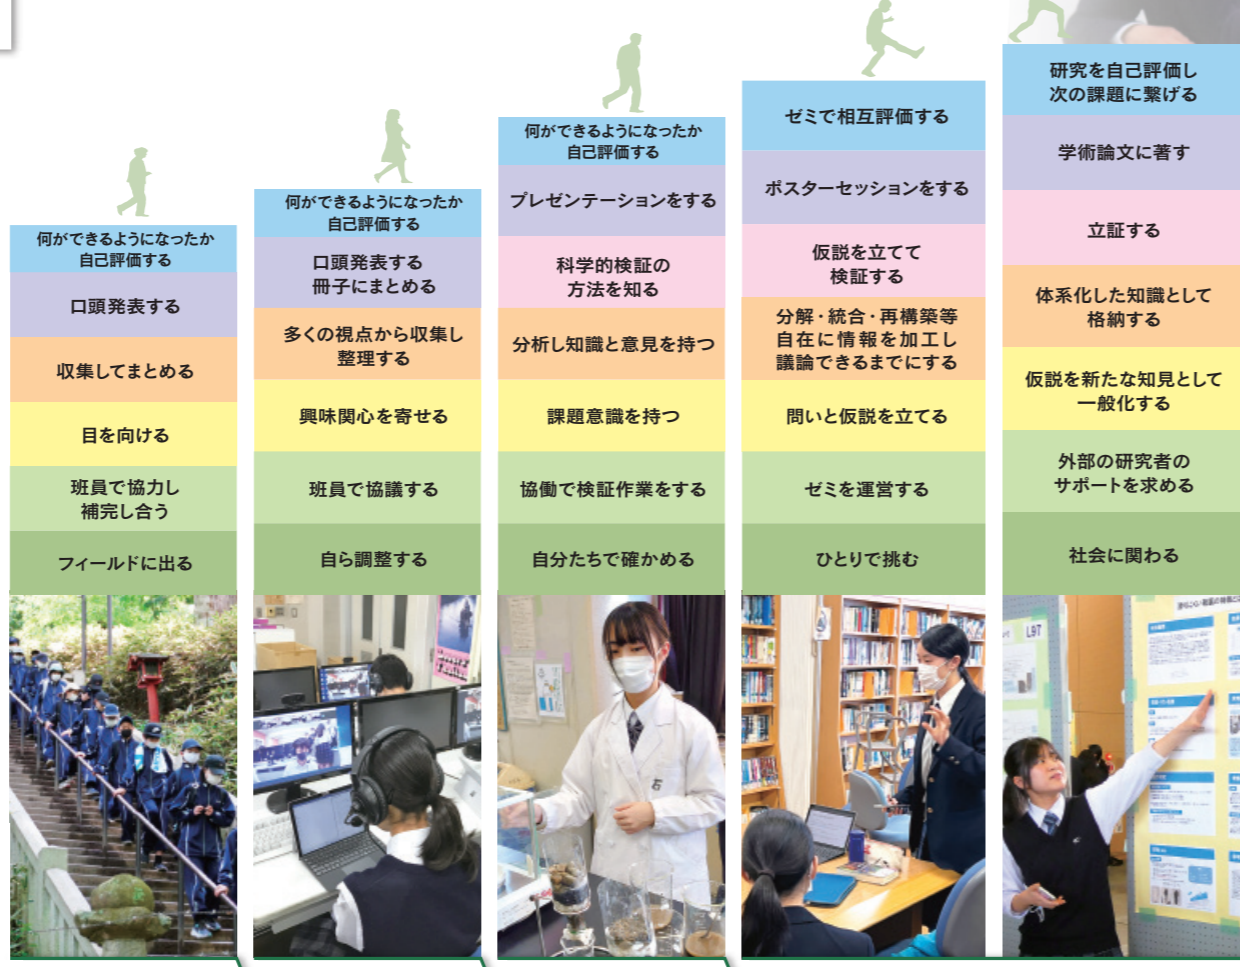 何ができるようになったか
自己評価する
口頭発表する
収集してまとめる
目を向ける
班員で協力し
補完し合う
フィールドに出る
何ができるようになったか
自己評価する
口頭発表する
冊子にまとめる
多くの視点から収集し
整理する
興味関心を寄せる
班員で協議する
自ら調整する
何ができるようになったか
自己評価する
プレゼンテーションをする
科学的検証の
方法を知る
分析し知識と意見を持つ
課題意識を持つ
協働で検証作業をする
自分たちで確かめる
ゼミで相互評価する
ポスターセッションをする
仮説を立てて
検証する
分解・統合・再構築等
自在に情報を加工し
議論できるまでにする
問いと仮説を立てる
ゼミを運営する
ひとりで挑む
研究を自己評価し
次の課題に繋げる
学術論文に著す
立証する
体系化した知識として
格納する
仮説を新たな知見として
一般化する
外部の研究者の
サポートを求める
社会に関わる
石
L97